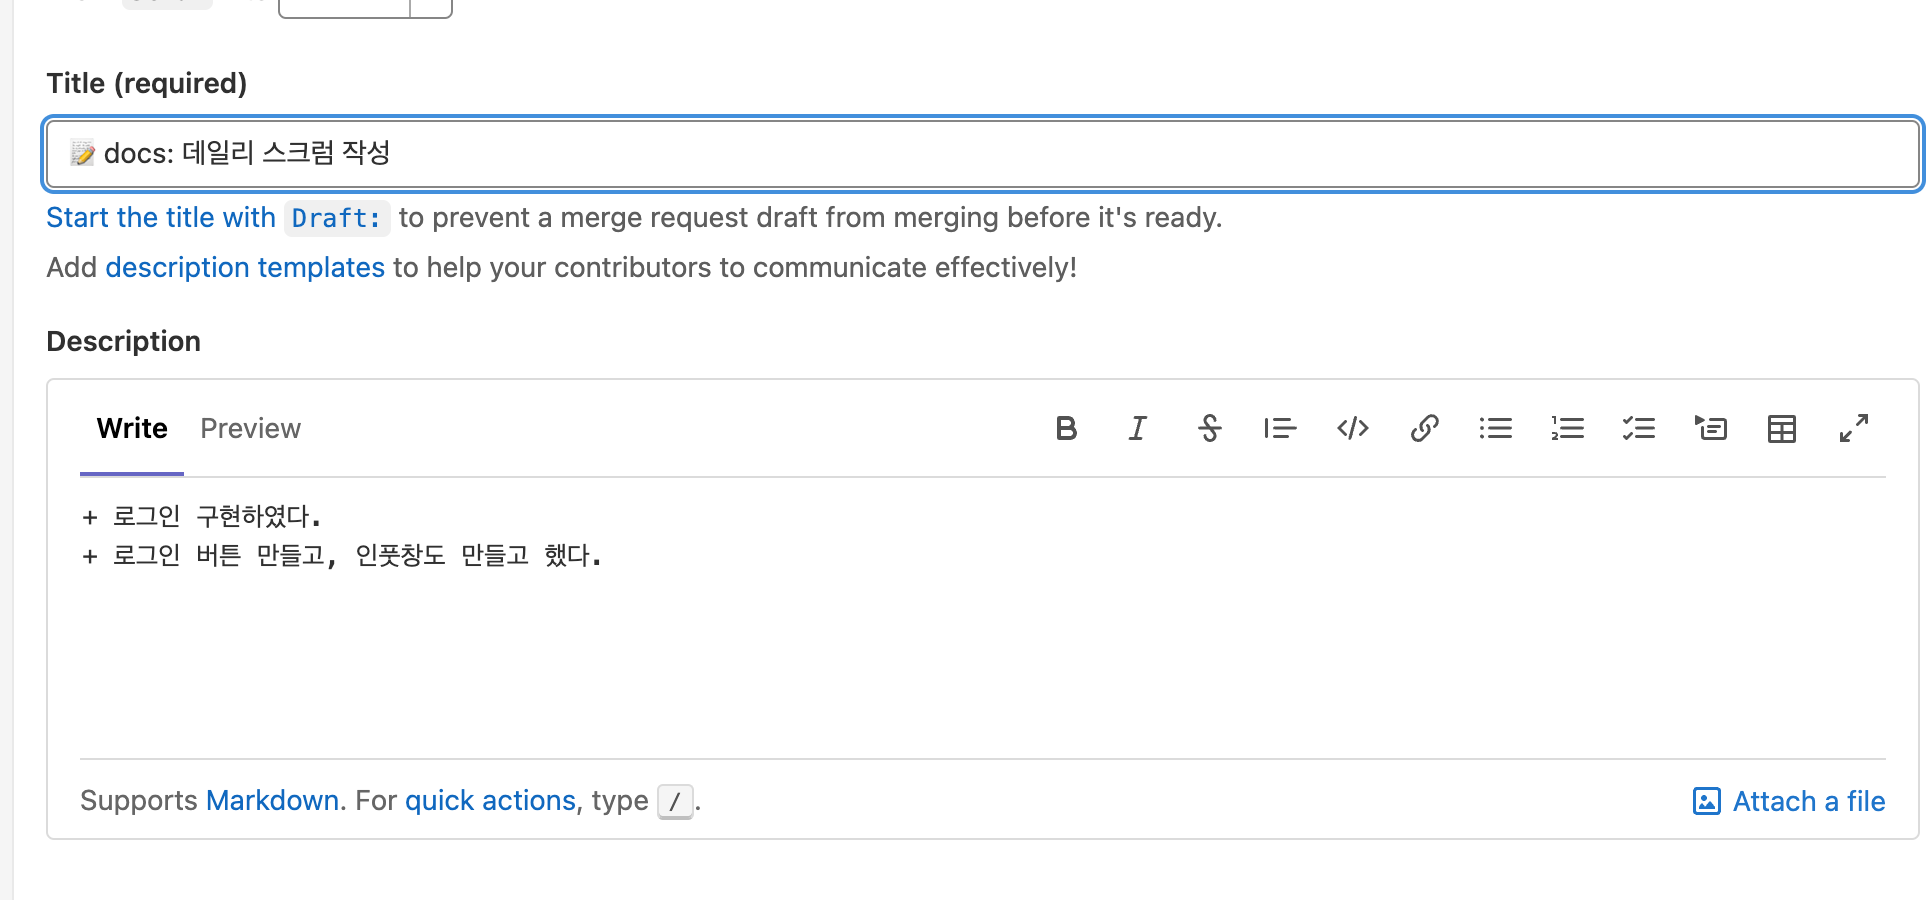 Title (required)
📝 docs: 데일리 스크럼 작성
Start the title with Draft: to prevent a merge request draft from merging before it's ready.
Add description templates to help your contributors to communicate effectively!
Description
Write Preview
+ 로그인 구현하였다.
+ 로그인 버튼 만들고, 인풋창도 만들고 했다.
Supports Markdown. For quick actions, type /.
Attach a file